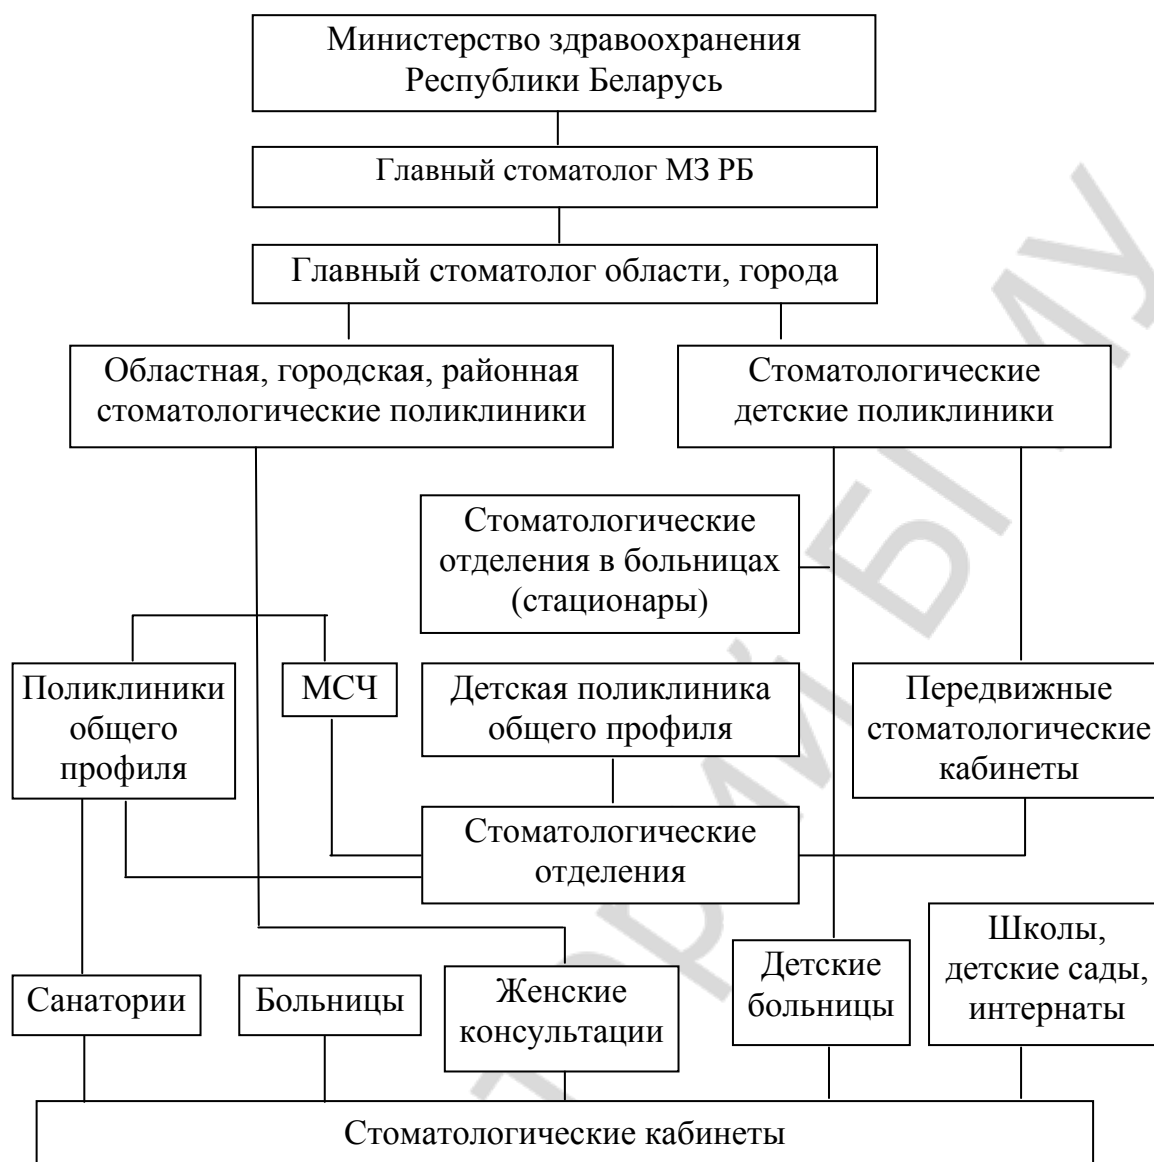 Министерство здравоохранения
Республики Беларусь
Главный стоматолог МЗ РБ
Главный стоматолог области, города
Областная, городская, районная
стоматологические поликлиники
Стоматологические
детские поликлиники
Стоматологические
отделения в больницах
(стационары)
Поликлиники
общего
профиля
МСЧ
Детская поликлиника
общего профиля
Передвижные
стоматологические
кабинеты
Стоматологические
отделения
Санатории
Больницы
Женские
консультации
Детские
больницы
Школы,
детские сады,
интернаты
Стоматологические кабинеты